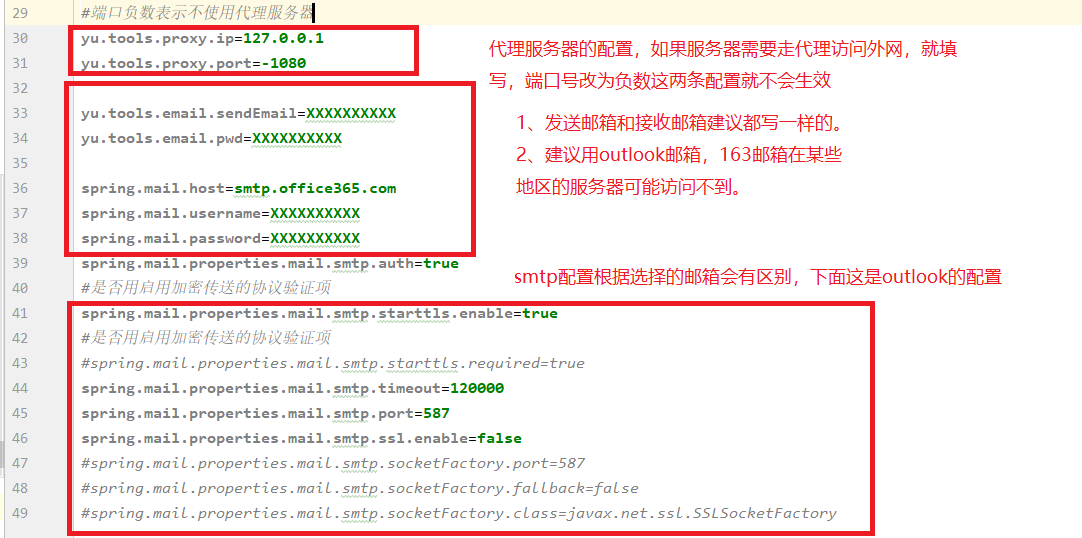 29 #端口负数表示不使用代理服务器
30 yu.tools.proxy.ip=127.0.0.1
31 yu.tools.proxy.port=-1080
代理服务器的配置，如果服务器需要走代理访问外网，就填
写，端口号改为负数这两条配置就不会生效
32
33 yu.tools.email.sendEmail=XXXXXXXXXX
34 yu.tools.email.pwd=XXXXXXXXXX
35
36 spring.mail.host=smtp.office365.com
37 spring.mail.username=XXXXXXXXXX
38 spring.mail.password=XXXXXXXXXX
1、发送邮箱和接收邮箱建议都写一样的。
2、建议用outlook邮箱，163邮箱在某些
地区的服务器可能访问不到。
39 spring.mail.properties.mail.smtp.auth=true
40 #是否用启用加密传送的协议验证项
smtp配置根据选择的邮箱会有区别，下面这是outlook的配置
41 spring.mail.properties.mail.smtp.starttls.enable=true
42 #是否用启用加密传送的协议验证项
43 #spring.mail.properties.mail.smtp.starttls.required=true
44 spring.mail.properties.mail.smtp.timeout=120000
45 spring.mail.properties.mail.smtp.port=587
46 spring.mail.properties.mail.smtp.ssl.enable=false
47 #spring.mail.properties.mail.smtp.socketFactory.port=587
48 #spring.mail.properties.mail.smtp.socketFactory.fallback=false
49 #spring.mail.properties.mail.smtp.socketFactory.class=javax.net.ssl.SSLSocketFactory